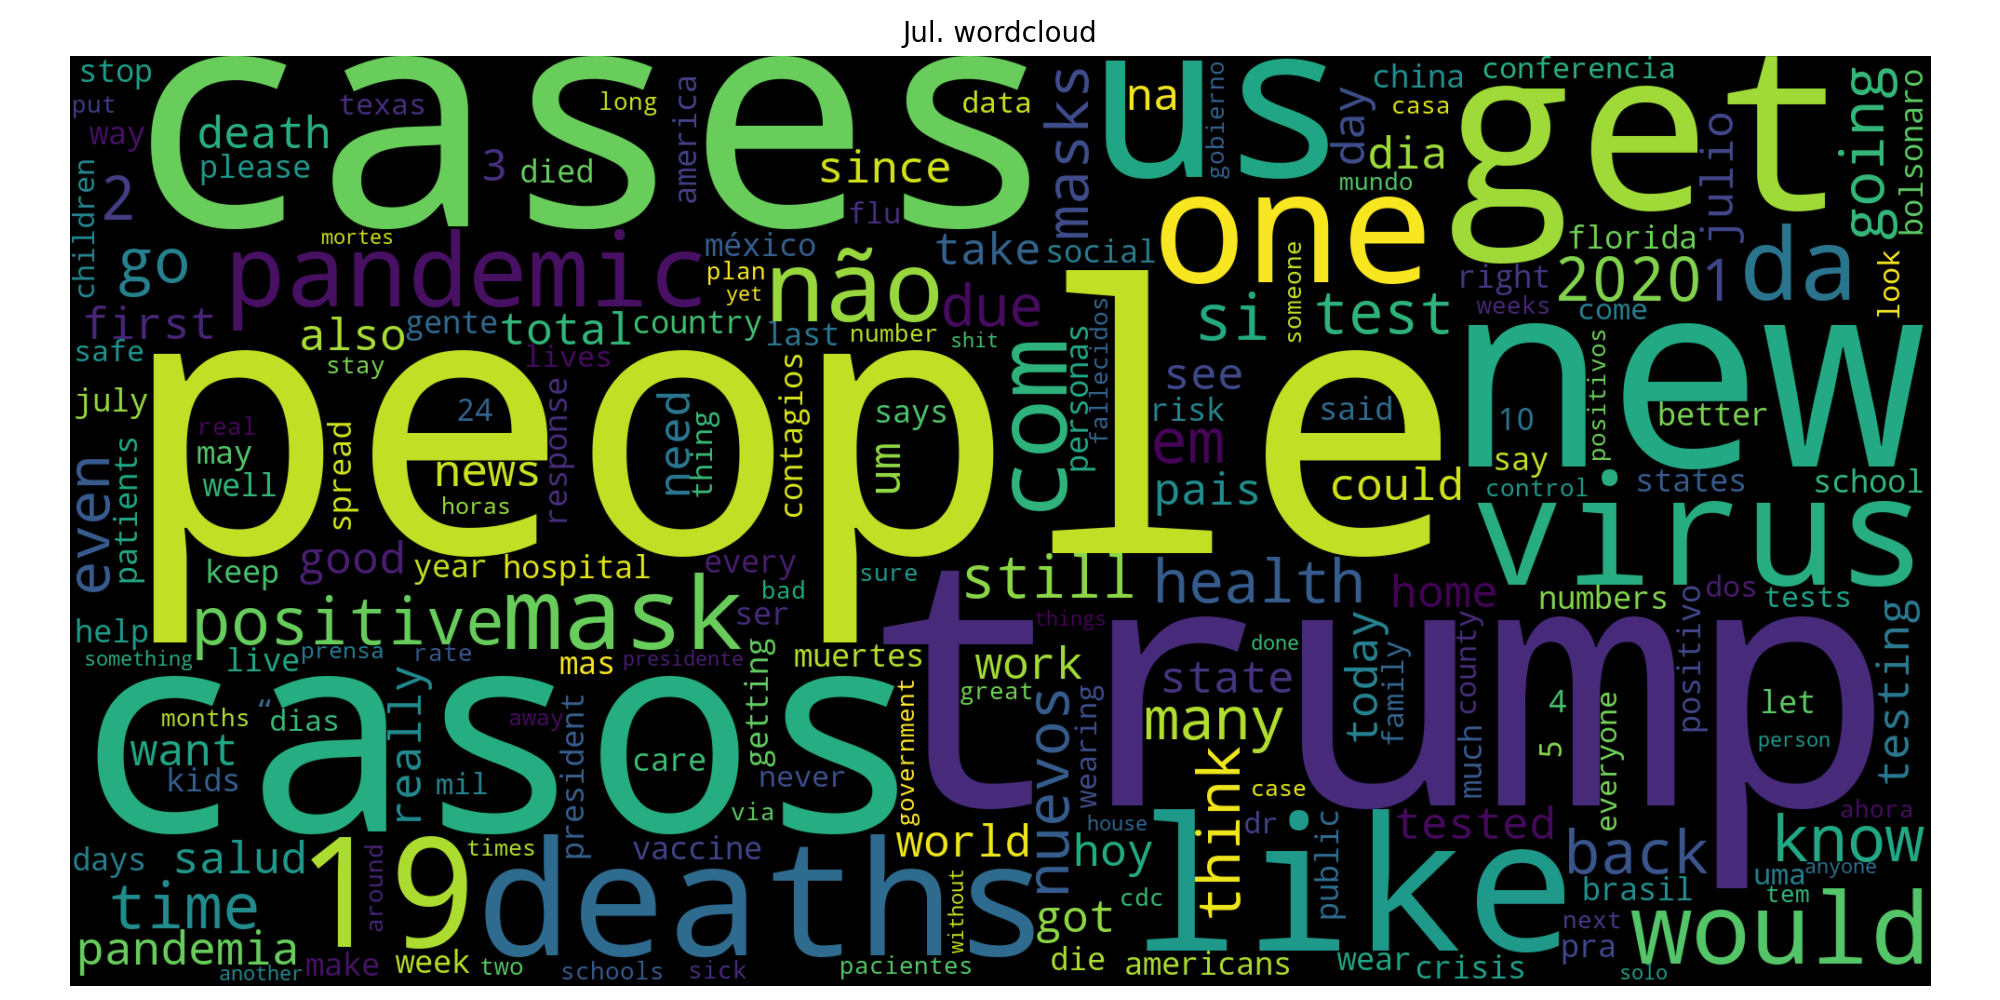 Jul. wordcloud
stop
cases
us
china
conferencia
get
going
bolsonaro
put
texas
long
america
data
masks
na
gobierno
day
casa
way
death
please
3
died
since
dia
mundo
julio
children
2
flu
one
mortes
go
pandemic
méxico
não
take
social
florida
2020
1
da
look
plan
yet
due
si
someone
test
right
weeks
come
first
also
gente
total
country
last
number
shit
com
personas
fallecidos
new
safe
stay
lives
people
contagios
see
positivos
july
24
response
need
thing
says
um
risk
said
10
better
real
may
well
spread
news
horas
em
pais
could
say
control
states
school
even
patients
virus
keep
good
year
hospital
every
bad
sure
still
health
home
numbers
dos
tests
help
positive
mask
ser
trump
things
today
family
positivo
testing
something
live
prensa
rate
mas
presidente
getting
muertes
work
great
state
done
casos
months
“
dias
really
away
president
government
nuevos
wearing
many
much
county
4
5
everyone
let
person
want
kids
mil
care
never
via
think
case
house
dr
public
like
tested
ahora
days
salud
19
times
deaths
vaccine
world
hoy
back
know
anyone
time
around
without
cdc
got
brasil
uma
tem
next
would
pandemia
another
make
week
two
schools
sick
pacientes
die
americans
wear
crisis
pra
solo